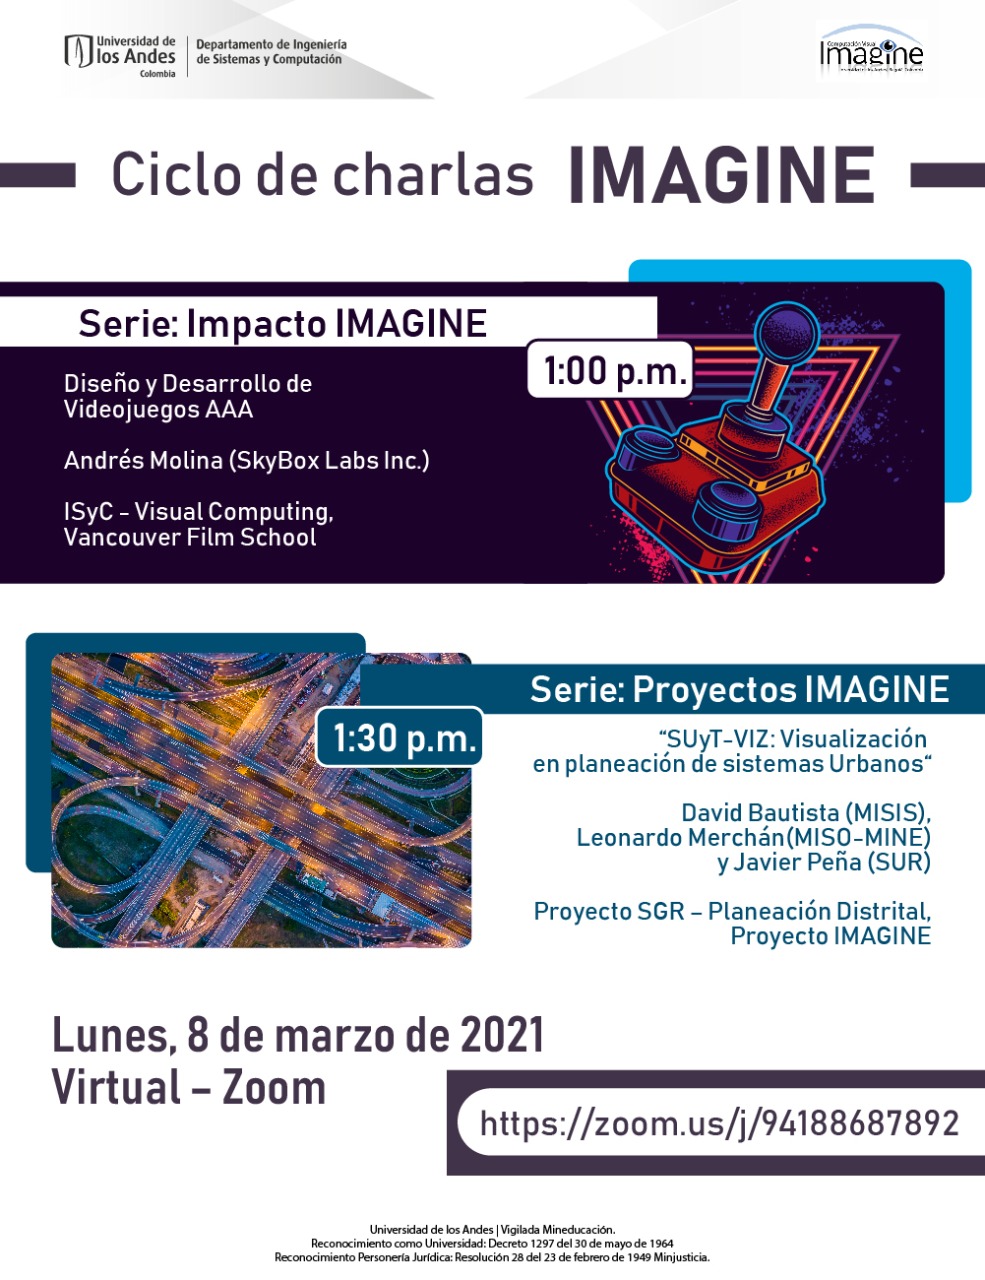 Universidad de
los Andes
Colombia
Departamento de Ingeniería
de Sistemas y Computación
Computación Visual
Imagine
Ciclo de charlas IMAGINE
Serie: Impacto IMAGINE
1:00 p.m.
Diseño y Desarrollo de
Videojuegos AAA
Andrés Molina (SkyBox Labs Inc.)
ISyC - Visual Computing,
Vancouver Film School
Serie: Proyectos IMAGINE
1:30 p.m.
“SUyT-VIZ: Visualización
en planeación de sistemas Urbanos“
David Bautista (MISIS),
Leonardo Merchán(MISO-MINE)
y Javier Peña (SUR)
Proyecto SGR – Planeación Distrital,
Proyecto IMAGINE
Lunes, 8 de marzo de 2021
Virtual – Zoom
https://zoom.us/j/94188687892
Universidad de los Andes | Vigilada Mineducación.
Reconocimiento como Universidad: Decreto 1297 del 30 de mayo de 1964
Reconocimiento Personería Jurídica: Resolución 28 del 23 de febrero de 1949 Minjusticia.